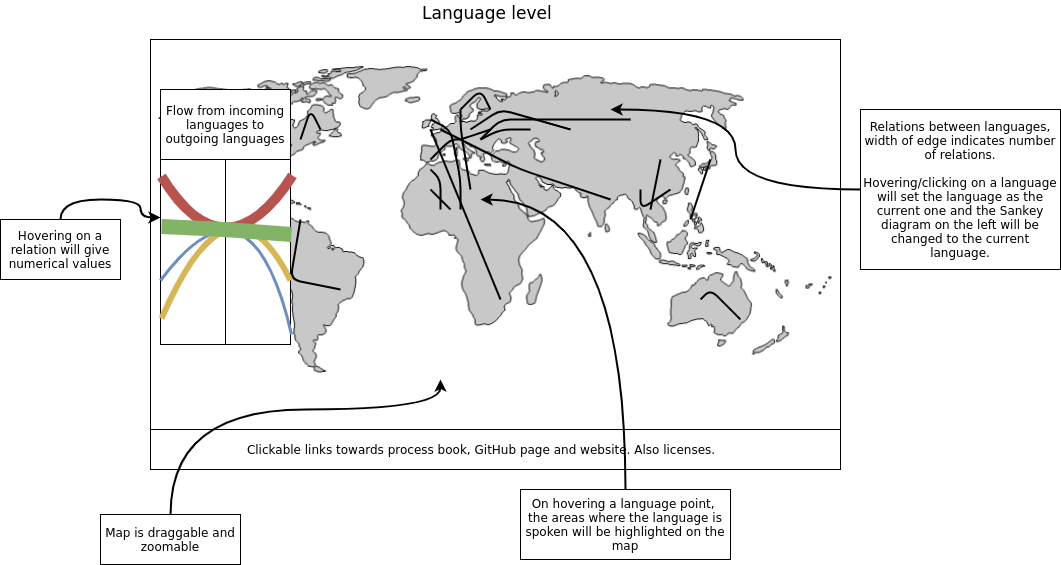 Language level
Flow from incoming
languages to
outgoing languages
Relations between languages,
width of edge indicates number
of relations.
Hovering/clicking on a language
will set the language as the
current one and the Sankey
diagram on the left will be
changed to the current
language.
Hovering on a
relation will give
numerical values
Clickable links towards process book, GitHub page and website. Also licenses.
On hovering a language point,
the areas where the language is
spoken will be highlighted on the
map
Map is draggable and
zoomable